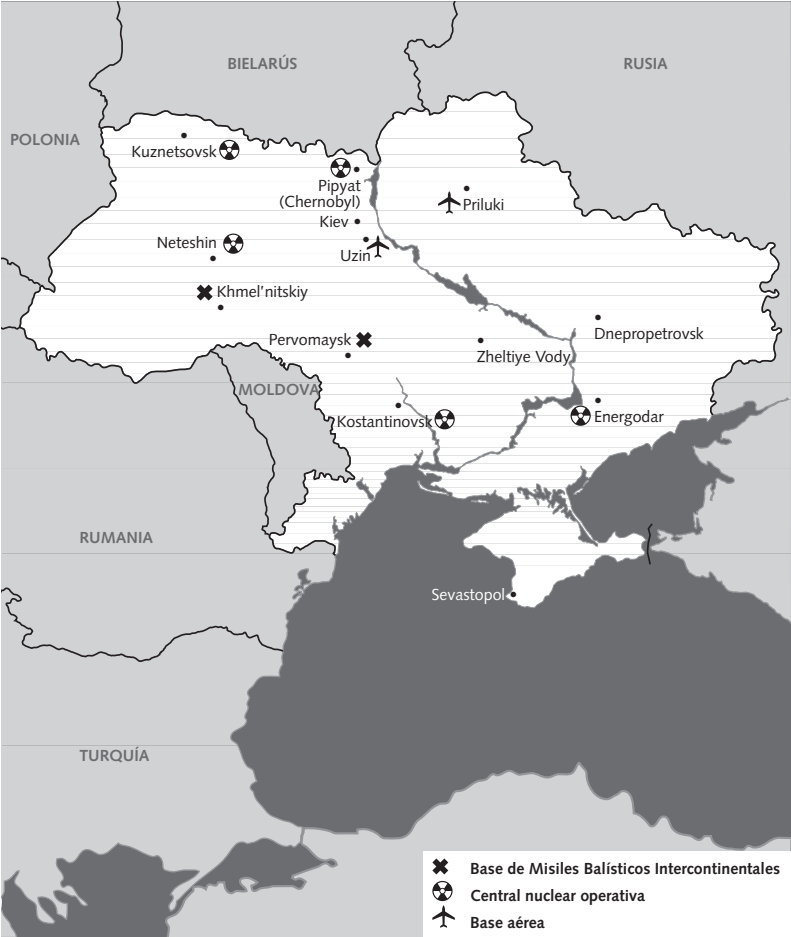 BIELARÚS
RUSIA
POLONIA
Kuznetsovsk
Pipyat
(Chernobyl)
Priluki
Kiev
Neteshin
Uzin
Khmel'nitskiy
Dnepropetrovsk
Pervomaysk
Zheltiye Vody
MOLDOVA
Kostantinovsk
Energodar
RUMANIA
Sevastopol
TURQUÍA
Base de Misiles Balísticos Intercontinentales
Central nuclear operativa
Base aérea